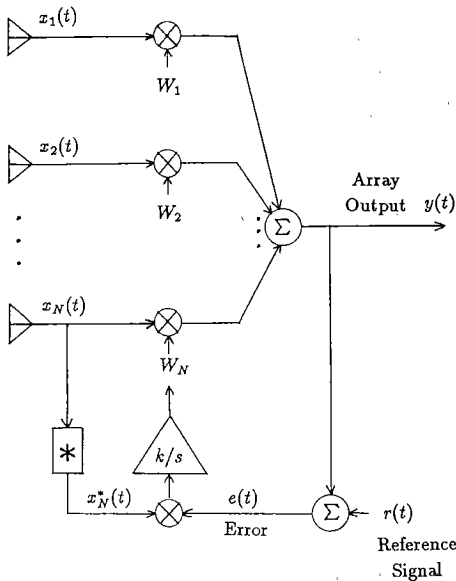 x₁(t)
W₁
x₂(t)
W₂
Array
Output y(t)
Σ
x_N(t)
W_N
k/s
*
x*_N(t)
e(t)
Error
Σ
r(t)
Reference
Signal